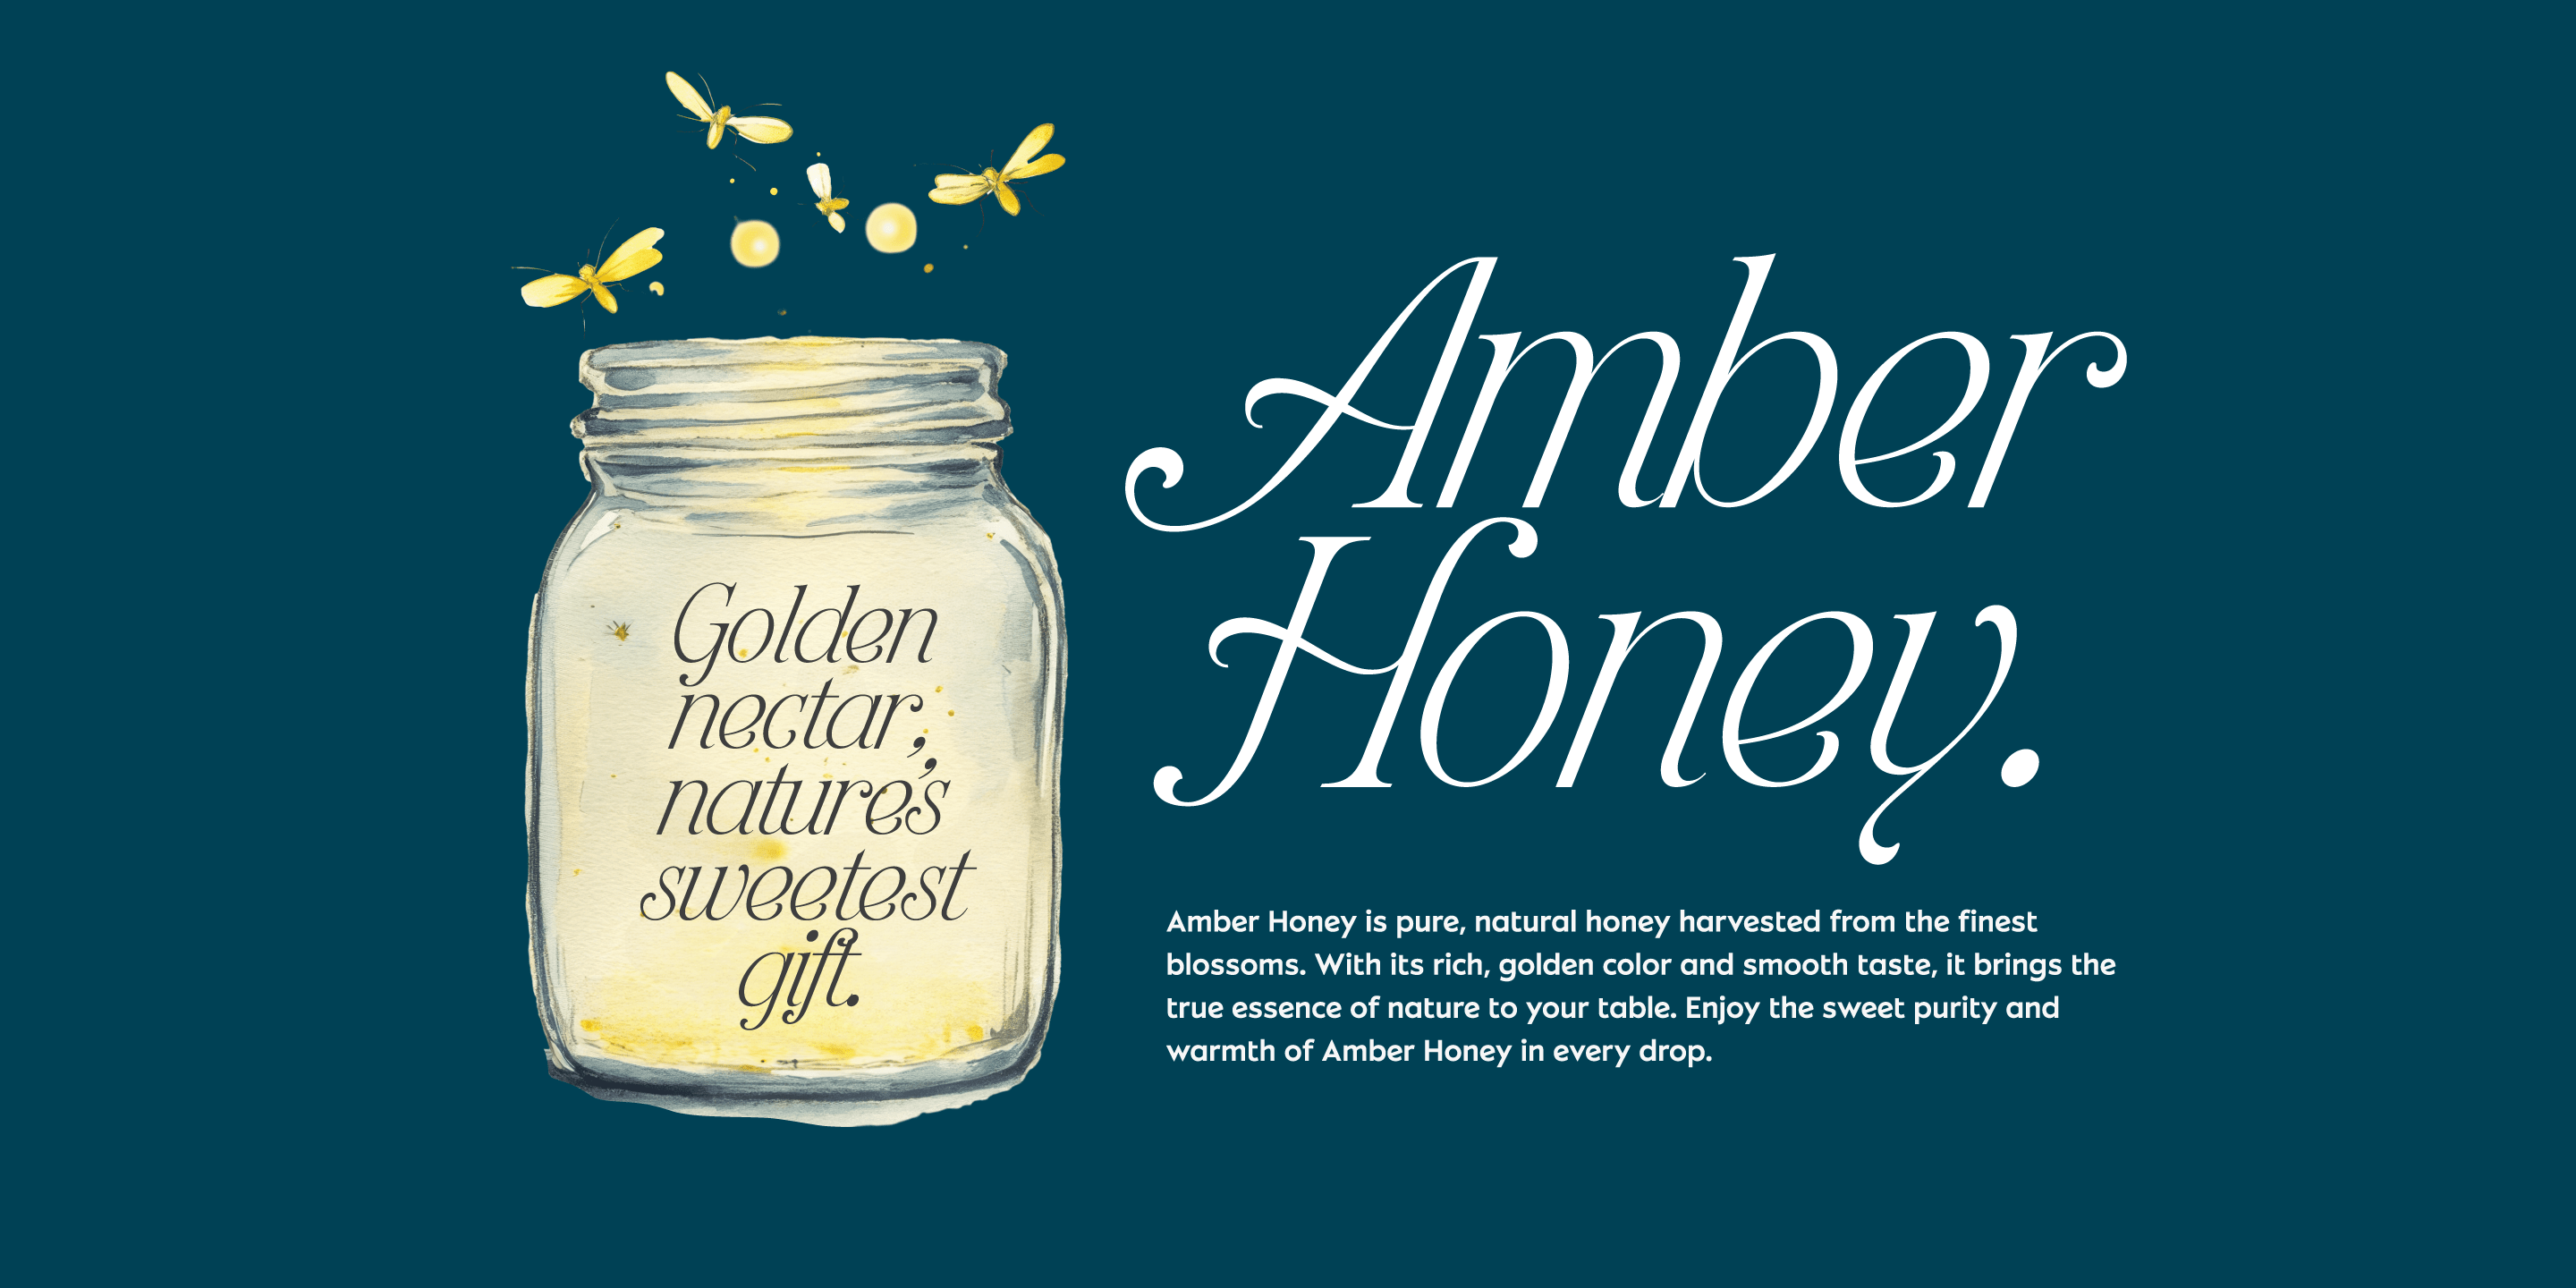 Golden
nectar,
nature's
sweetest
gift.
Amber
Honey.
Amber Honey is pure, natural honey harvested from the finest
blossoms. With its rich, golden color and smooth taste, it brings the
true essence of nature to your table. Enjoy the sweet purity and
warmth of Amber Honey in every drop.